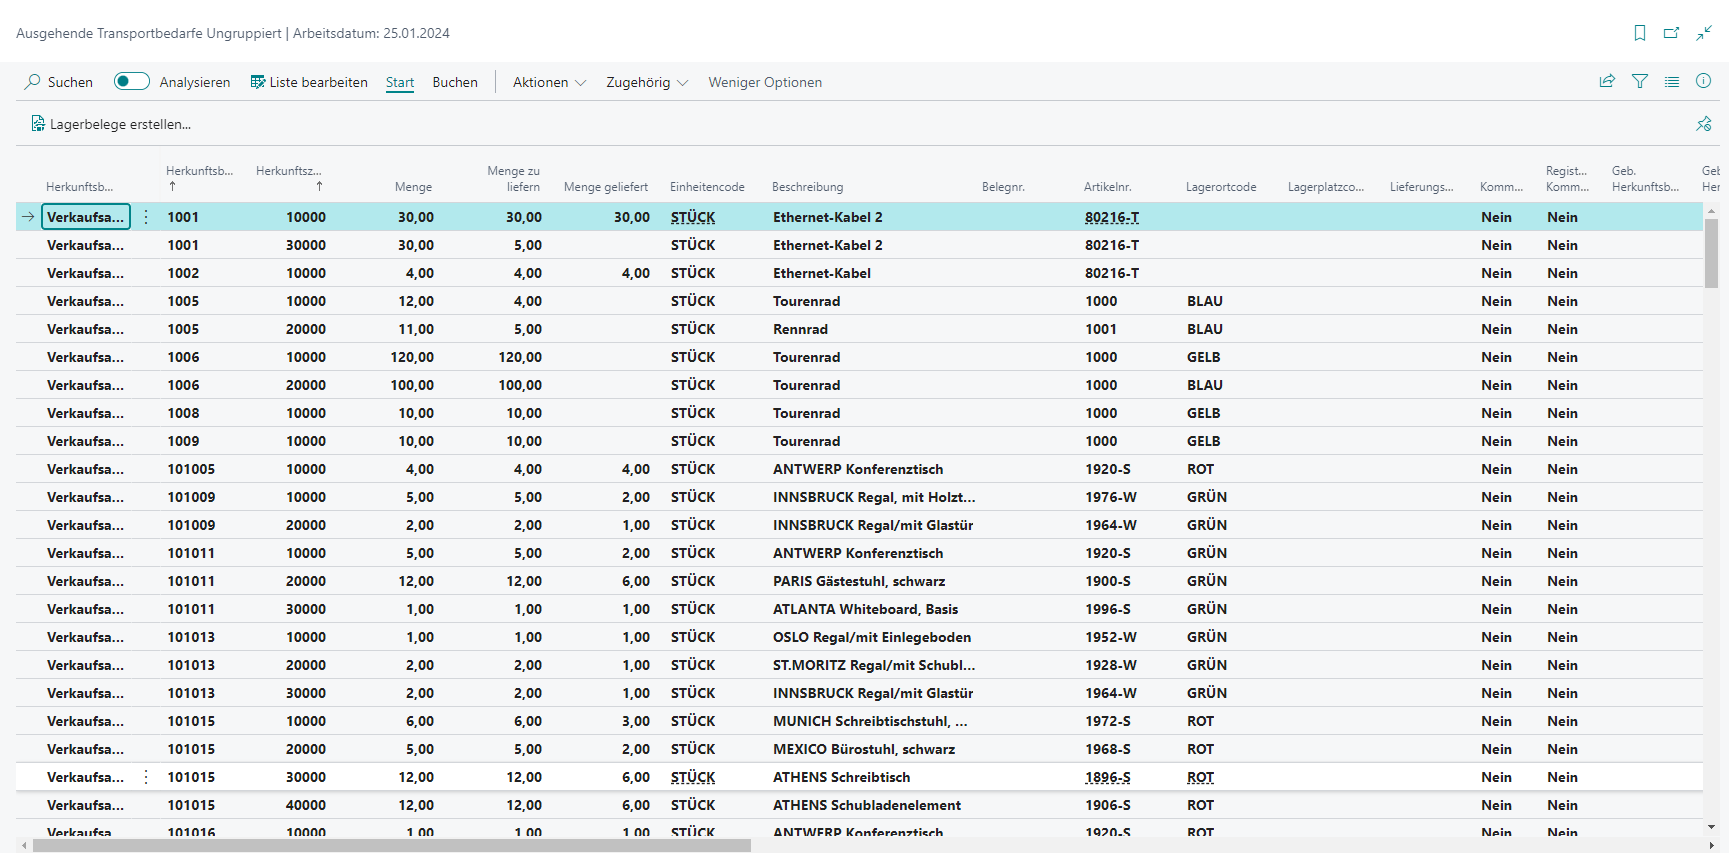 Ausgehende Transportbedarfe Ungruppiert | Arbeitsdatum: 25.01.2024
Suchen Analysieren Liste bearbeiten Start Buchen Aktionen Zugehörig Weniger Optionen
Lagerbelege erstellen...
Herkunftsb... Herkunftsb... ↑ Herkunftsz... ↑ Menge Menge zu liefern Menge geliefert Einheitencode Beschreibung Belegnr. Artikelnr. Lagerortcode Lagerplatzco... Lieferungs... Komm... Regist... Komm... Geb. Herkunftsb... Geb Her
→ Verkaufsa... 1001 10000 30,00 30,00 30,00 STÜCK Ethernet-Kabel 2 80216-T Nein Nein
Verkaufsa... 1001 30000 30,00 5,00 STÜCK Ethernet-Kabel 2 80216-T Nein Nein
Verkaufsa... 1002 10000 4,00 4,00 4,00 STÜCK Ethernet-Kabel 80216-T Nein Nein
Verkaufsa... 1005 10000 12,00 4,00 STÜCK Tourenrad 1000 BLAU Nein Nein
Verkaufsa... 1005 20000 11,00 5,00 STÜCK Rennrad 1001 BLAU Nein Nein
Verkaufsa... 1006 10000 120,00 120,00 STÜCK Tourenrad 1000 GELB Nein Nein
Verkaufsa... 1006 20000 100,00 100,00 STÜCK Tourenrad 1000 BLAU Nein Nein
Verkaufsa... 1008 10000 10,00 10,00 STÜCK Tourenrad 1000 GELB Nein Nein
Verkaufsa... 1009 10000 10,00 10,00 STÜCK Tourenrad 1000 GELB Nein Nein
Verkaufsa... 101005 10000 4,00 4,00 4,00 STÜCK ANTWERP Konferenztisch 1920-S ROT Nein Nein
Verkaufsa... 101009 10000 5,00 5,00 2,00 STÜCK INNSBRUCK Regal, mit Holzt... 1976-W GRÜN Nein Nein
Verkaufsa... 101009 20000 2,00 2,00 1,00 STÜCK INNSBRUCK Regal/mit Glastür 1964-W GRÜN Nein Nein
Verkaufsa... 101011 10000 5,00 5,00 2,00 STÜCK ANTWERP Konferenztisch 1920-S GRÜN Nein Nein
Verkaufsa... 101011 20000 12,00 12,00 6,00 STÜCK PARIS Gästestuhl, schwarz 1900-S GRÜN Nein Nein
Verkaufsa... 101011 30000 1,00 1,00 1,00 STÜCK ATLANTA Whiteboard, Basis 1996-S GRÜN Nein Nein
Verkaufsa... 101013 10000 1,00 1,00 1,00 STÜCK OSLO Regal/mit Einlegeboden 1952-W GRÜN Nein Nein
Verkaufsa... 101013 20000 2,00 2,00 1,00 STÜCK ST.MORITZ Regal/mit Schubl... 1928-W GRÜN Nein Nein
Verkaufsa... 101013 30000 2,00 2,00 1,00 STÜCK INNSBRUCK Regal/mit Glastür 1964-W GRÜN Nein Nein
Verkaufsa... 101015 10000 6,00 6,00 3,00 STÜCK MUNICH Schreibtischstuhl, ... 1972-S ROT Nein Nein
Verkaufsa... 101015 20000 5,00 5,00 2,00 STÜCK MEXICO Bürostuhl, schwarz 1968-S ROT Nein Nein
Verkaufsa... 101015 30000 12,00 12,00 6,00 STÜCK ATHENS Schreibtisch 1896-S ROT Nein Nein
Verkaufsa... 101015 40000 12,00 12,00 6,00 STÜCK ATHENS Schubladenelement 1906-S ROT Nein Nein
Verkaufsa 101016 10000 1,00 1,00 1,00 STÜCK ANTWERP Konferenztisch 1920-S ROT Nein Nein